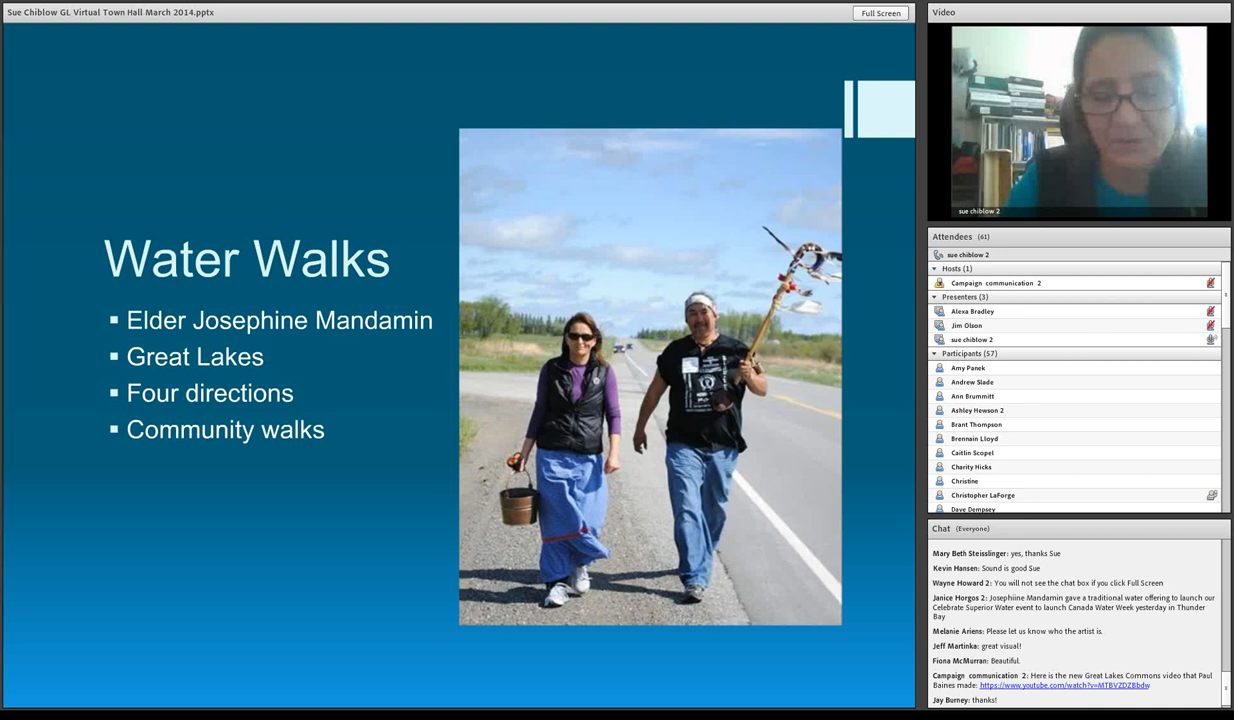 Sue Chiblow GL Virtual Town Hall March 2014.pptx
Full Screen
Water Walks
▪ Elder Josephine Mandamin
▪ Great Lakes
▪ Four directions
▪ Community walks
Video
sue chiblow 2
Attendees (61)
sue chiblow 2
Hosts (1)
Campaign communication 2
Presenters (3)
Alexa Bradley
Jim Olson
sue chiblow 2
Participants (57)
Amy Panek
Andrew Slade
Ann Brummitt
Ashley Hewson 2
Brant Thompson
Brennain Lloyd
Caitlin Scopel
Charity Hicks
Christine
Christopher LaForge
Dave Dempsey
Chat (Everyone)
Mary Beth Steisslinger: yes, thanks Sue
Kevin Hansen: Sound is good Sue
Wayne Howard 2: You will not see the chat box if you click Full Screen
Janice Horgos 2: Josephiine Mandamin gave a traditional water offering to launch our
Celebrate Superior Water event to launch Canada Water Week yesterday in Thunder
Bay
Melanie Ariens: Please let us know who the artist is.
Jeff Martinka: great visual!
Fiona McMurran: Beautiful.
Campaign communication 2: Here is the new Great Lakes Commons video that Paul
Baines made: https://www.youtube.com/watch?v=MTBVZDZBbdw
Jay Burney: thanks!